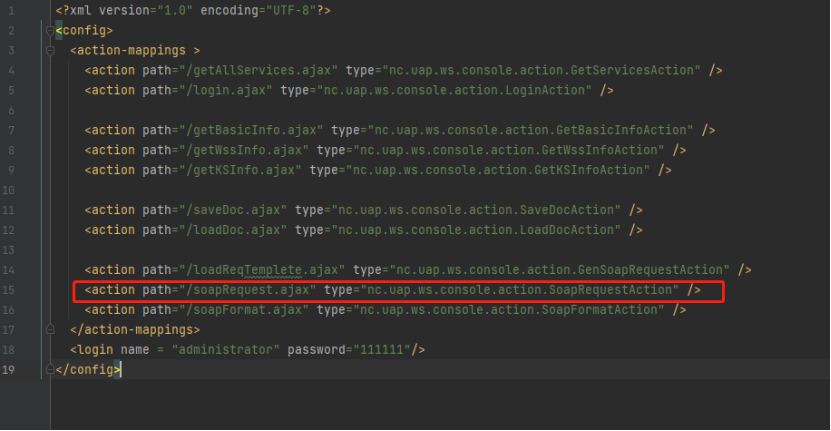 1 <?xml version="1.0" encoding="UTF-8"?>
2 <config>
3 <action-mappings >
4 <action path="/getAllServices.ajax" type="nc.uap.ws.console.action.GetServicesAction" />
5 <action path="/login.ajax" type="nc.uap.ws.console.action.LoginAction" />
6
7 <action path="/getBasicInfo.ajax" type="nc.uap.ws.console.action.GetBasicInfoAction" />
8 <action path="/getWssInfo.ajax" type="nc.uap.ws.console.action.GetWssInfoAction" />
9 <action path="/getKSInfo.ajax" type="nc.uap.ws.console.action.GetKSInfoAction" />
10
11 <action path="/saveDoc.ajax" type="nc.uap.ws.console.action.SaveDocAction" />
12 <action path="/loadDoc.ajax" type="nc.uap.ws.console.action.LoadDocAction" />
13
14 <action path="/loadReqTemplete.ajax" type="nc.uap.ws.console.action.GenSoapRequestAction" />
15 <action path="/soapRequest.ajax" type="nc.uap.ws.console.action.SoapRequestAction" />
16 <action path="/soapFormat.ajax" type="nc.uap.ws.console.action.SoapFormatAction" />
17 </action-mappings>
18 <login name = "administrator" password="111111"/>
19 </config>